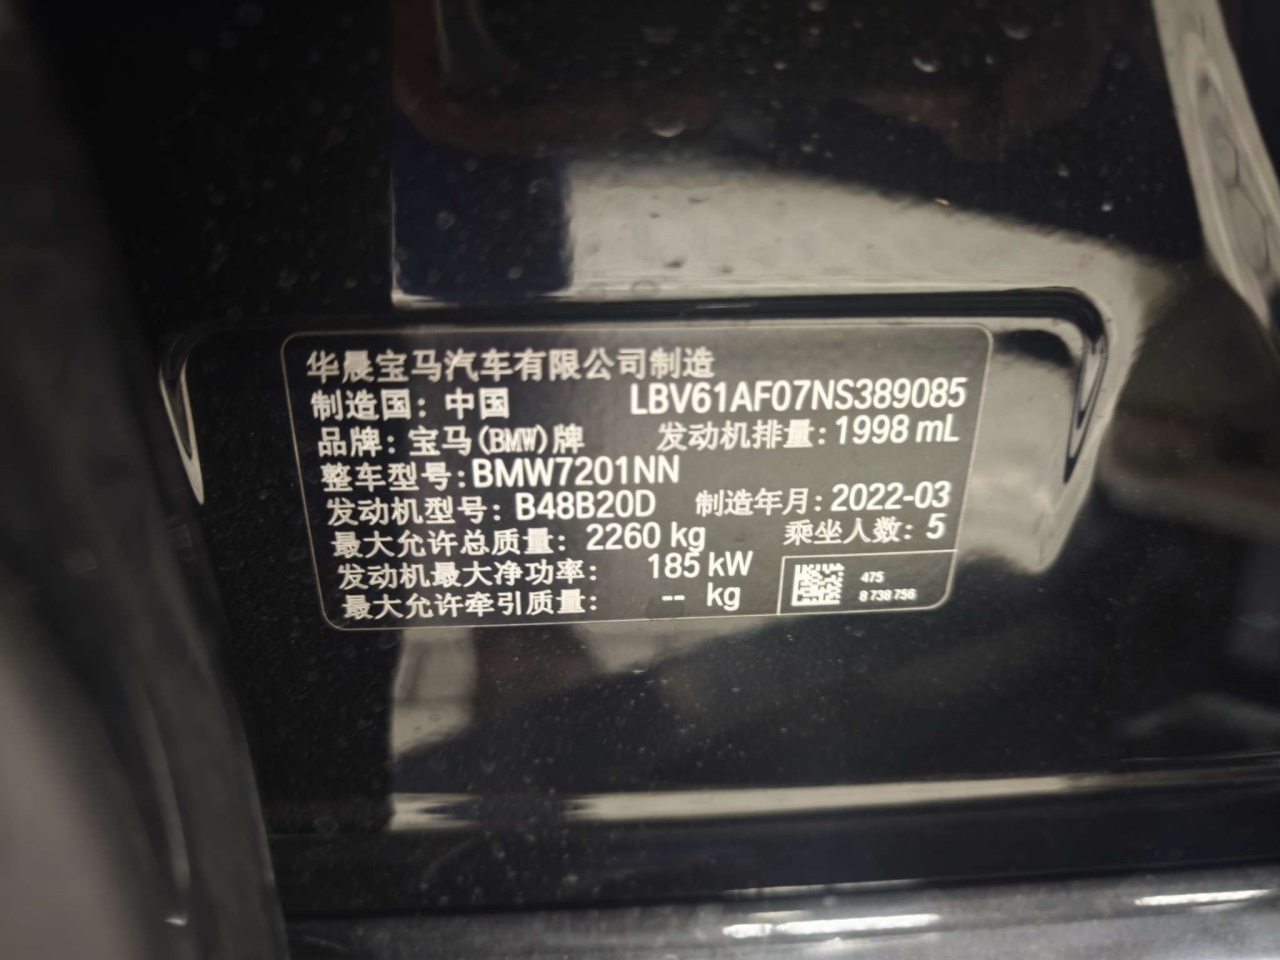 华晨宝马汽车有限公司制造
制造国：中国 LBV61AF07NS389085
品牌：宝马(BMW)牌 发动机排量：1998 mL
整车型号：BMW7201NN
发动机型号：B48B20D 制造年月：2022-03
最大允许总质量：2260 kg 乘坐人数：5
发动机最大净功率：185 kW
最大允许牵引质量：-- kg
475
8 738 756